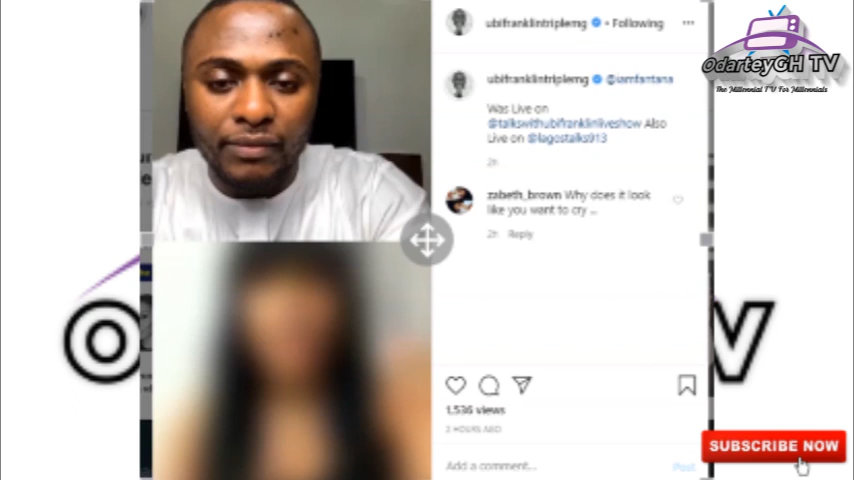 ubifranklintriplemg • Following
ubifranklintriplemg @iamfantana
Was Live on
@talkswithubifranklinliveshow Also
Live on @lagostalks913
2h
zabeth_brown Why does it look
like you want to cry ...
2h Reply
1,536 views
2 HOURS AGO
Add a comment...
Post
OdarteyGH TV
The Millennial TV For Millennials
O
V
SUBSCRIBE NOW